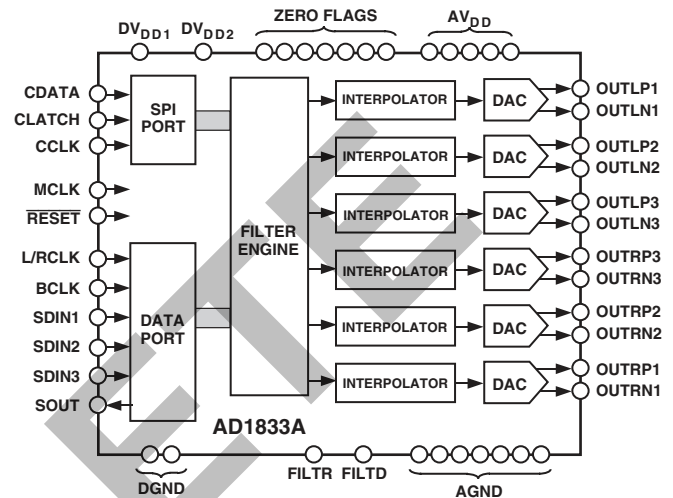 ZERO FLAGS
AVDD
DVDD1 DVDD2
CDATA
CLATCH
CCLK
MCLK
RESET
L/RCLK
BCLK
SDIN1
SDIN2
SDIN3
SOUT
SPI
PORT
DATA
PORT
FILTER
ENGINE
INTERPOLATOR DAC
INTERPOLATOR DAC
INTERPOLATOR DAC
INTERPOLATOR DAC
INTERPOLATOR DAC
INTERPOLATOR DAC
OUTLP1
OUTLN1
OUTLP2
OUTLN2
OUTLP3
OUTLN3
OUTRP3
OUTRN3
OUTRP2
OUTRN2
OUTRP1
OUTRN1
AD1833A
DGND
FILTR FILTD
AGND
ETE